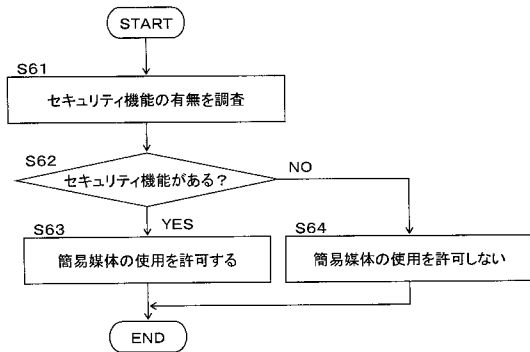 START
S61
セキュリティ機能の有無を調査
S62
セキュリティ機能がある?
NO
YES
S63
簡易媒体の使用を許可する
S64
簡易媒体の使用を許可しない
END